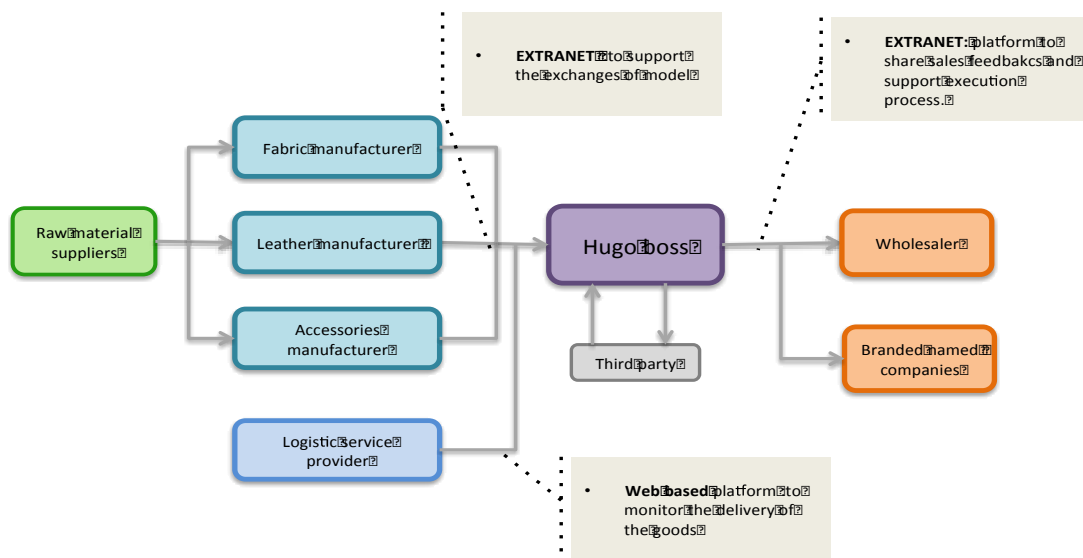 • EXTRANET: to support
the exchanges of model
• EXTRANET: platform to
share sales feedbakcs and
support execution
process.
Fabric manufacturer
Raw material
suppliers
Leather manufacturer
Hugo boss
Wholesaler
Accessories
manufacturer
Third party
Branded named
companies
Logistic service
provider
• Web based platform to
monitor the delivery of
the goods